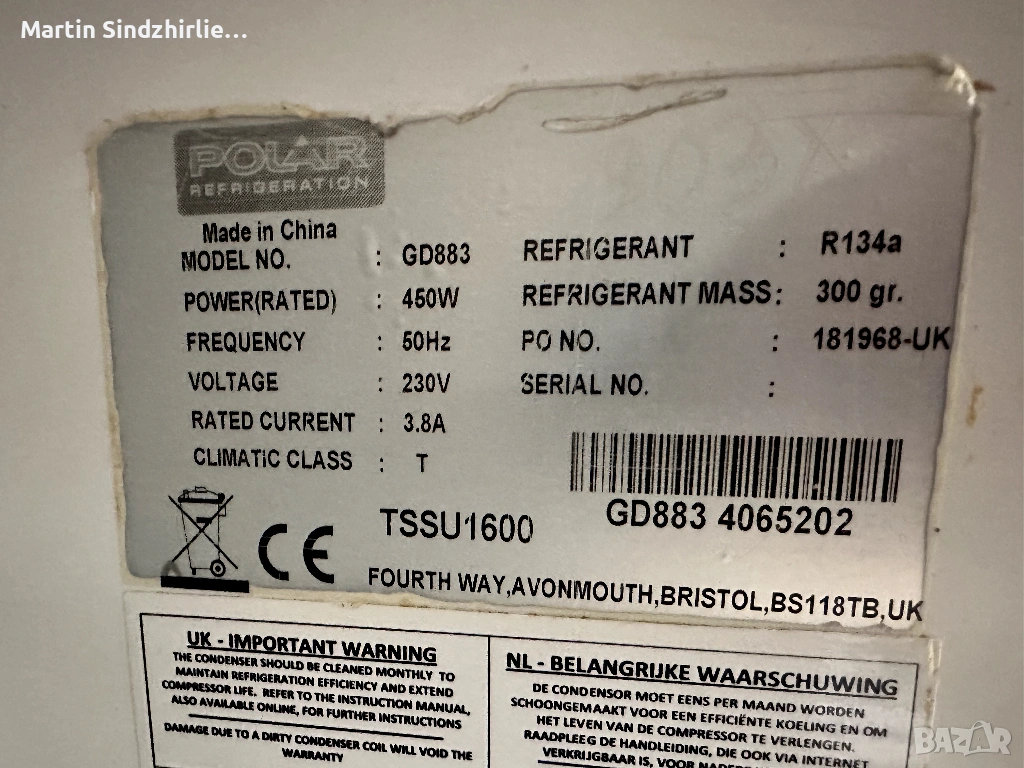 Martin Sindzhirlie...
POLAR
REFRIGERATION
Made in China
MODEL NO. : GD883
POWER(RATED) : 450W
FREQUENCY : 50Hz
VOLTAGE : 230V
RATED CURRENT : 3.8A
CLIMATIC CLASS : T
REFRIGERANT : R134a
REFRIGERANT MASS : 300 gr.
PO NO. : 181968-UK
SERIAL NO. :
GD883 4065202
CE
TSSU1600
FOURTH WAY,AVONMOUTH,BRISTOL,BS118TB,UK
UK - IMPORTANT WARNING
THE CONDENSER SHOULD BE CLEANED MONTHLY TO
MAINTAIN REFRIGERATION EFFICIENCY AND EXTEND
COMPRESSOR LIFE. REFER TO THE INSTRUCTION MANUAL,
ALSO AVAILABLE ONLINE, FOR FURTHER INSTRUCTIONS
DAMAGE DUE TO A DIRTY CONDENSER COIL WILL VOID THE
WARRANTY
NL - BELANGRIJKE WAARSCHUWING
DE CONDENSOR MOET EENS PER MAAND WORDEN
SCHOONGEMAAKT VOOR EEN EFFICIËNTE KOELING EN OM
HET LEVEN VAN DE COMPRESSOR TE VERLENGEN.
RAADPLEEG DE HANDLEIDING, DIE OOK VIA INTERNET
VERKRIJGBAAR IS, VOOR
BAZAR